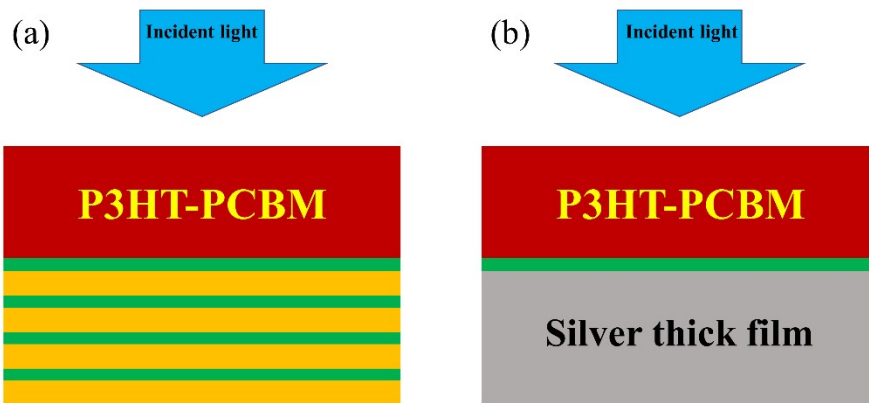 (a)
Incident light
P3HT-PCBM
(b)
Incident light
P3HT-PCBM
Silver thick film